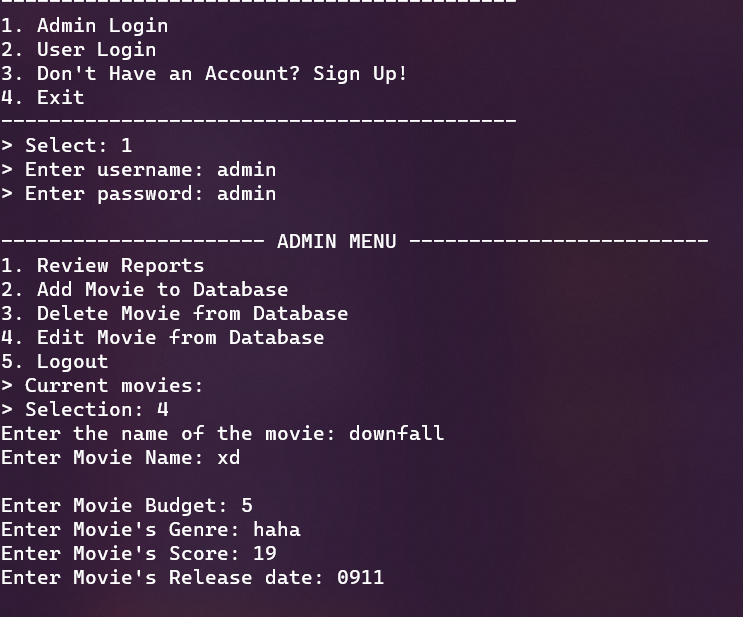 -------------------------------------------
1. Admin Login
2. User Login
3. Don't Have an Account? Sign Up!
4. Exit
-------------------------------------------
> Select: 1
> Enter username: admin
> Enter password: admin
---------------------- ADMIN MENU -------------------------
1. Review Reports
2. Add Movie to Database
3. Delete Movie from Database
4. Edit Movie from Database
5. Logout
> Current movies:
> Selection: 4
Enter the name of the movie: downfall
Enter Movie Name: xd
Enter Movie Budget: 5
Enter Movie's Genre: haha
Enter Movie's Score: 19
Enter Movie's Release date: 0911